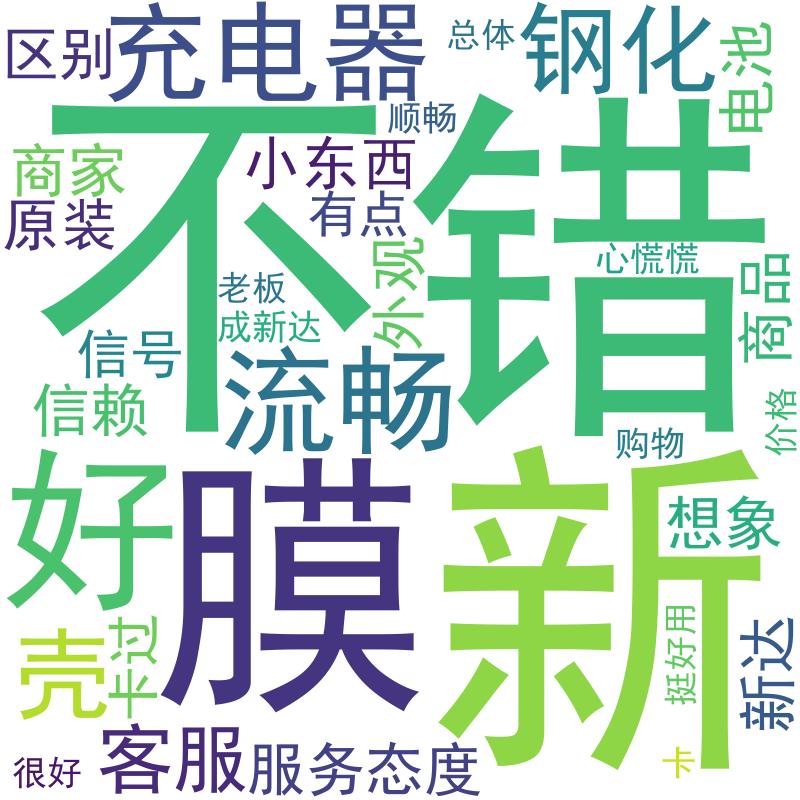 区别
充电器
总体
钢化
电池
不错
顺畅
商家
小东西
原装
有点
外观
心慌慌
商品
老板
成新达
信号
流畅
信赖
价格
购物
好
膜
新
想象
壳
卡过
挺好用
新达
客服
服务态度
很好
卡